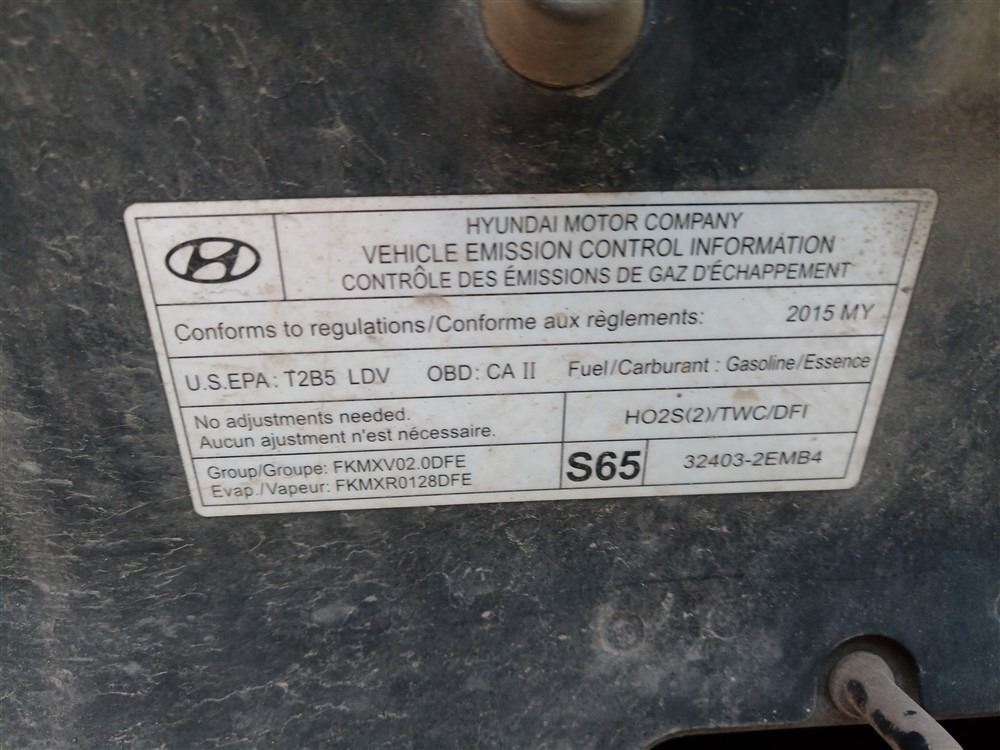 HYUNDAI MOTOR COMPANY
VEHICLE EMISSION CONTROL INFORMATION
CONTRÔLE DES ÉMISSIONS DE GAZ D'ÉCHAPPEMENT
Conforms to regulations/Conforme aux règlements: 2015 MY
U.S.EPA: T2B5 LDV OBD: CA II Fuel/Carburant : Gasoline/Essence
No adjustments needed.
Aucun ajustment n'est nécessaire.
HO2S(2)/TWC/DFI
Group/Groupe: FKMXV02.0DFE
Evap./Vapeur: FKMXR0128DFE
S65
32403-2EMB4